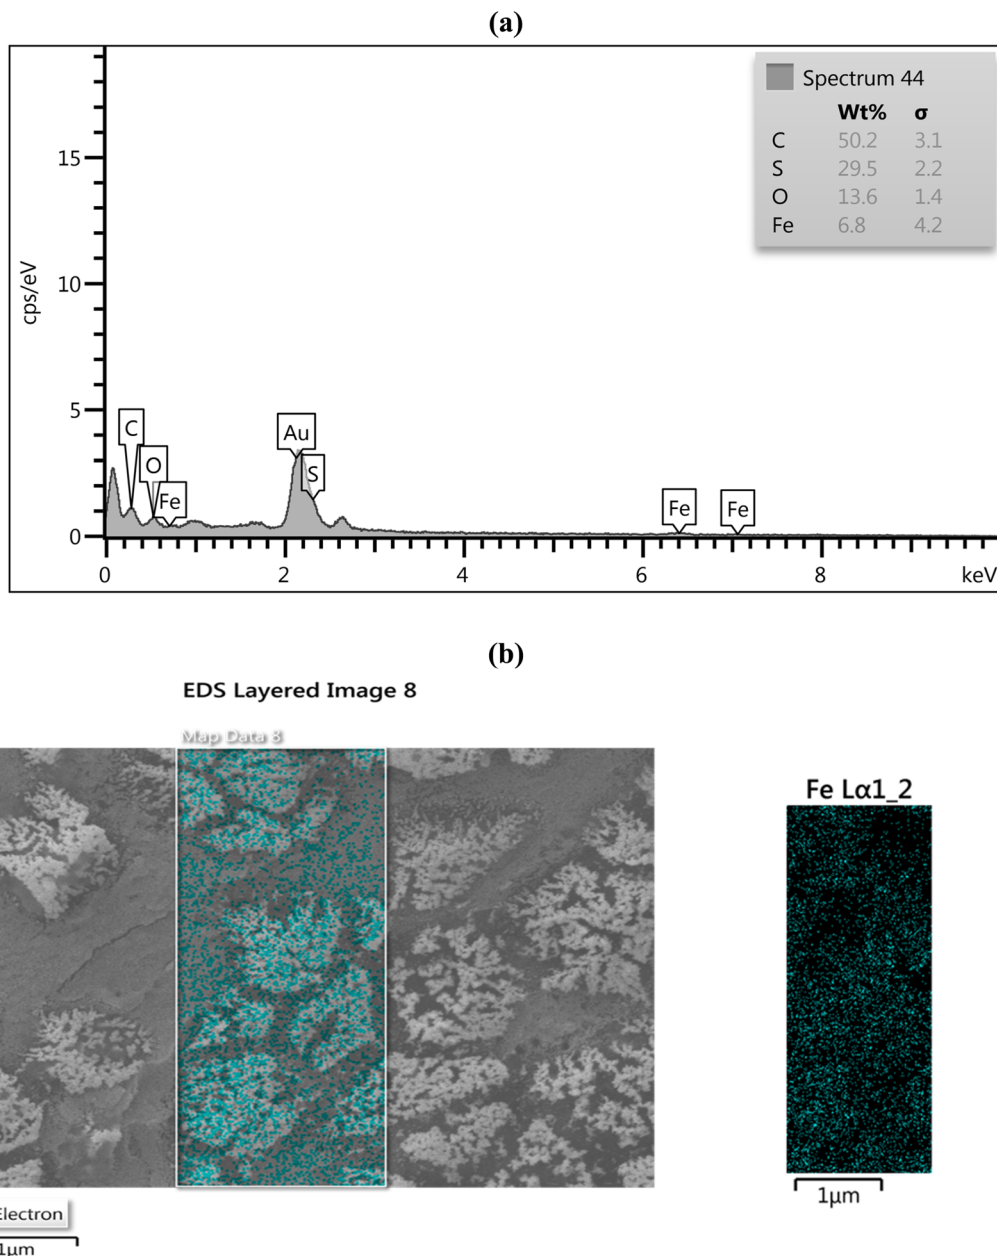 (a)
Spectrum 44
Wt% σ
C 50.2 3.1
S 29.5 2.2
O 13.6 1.4
Fe 6.8 4.2
cps/eV
15
10
5
0
C
O
Fe
Au
S
Fe
Fe
0 2 4 6 8 keV
(b)
EDS Layered Image 8
Map Data 8
Fe Lα1_2
1µm
Electron
1µm